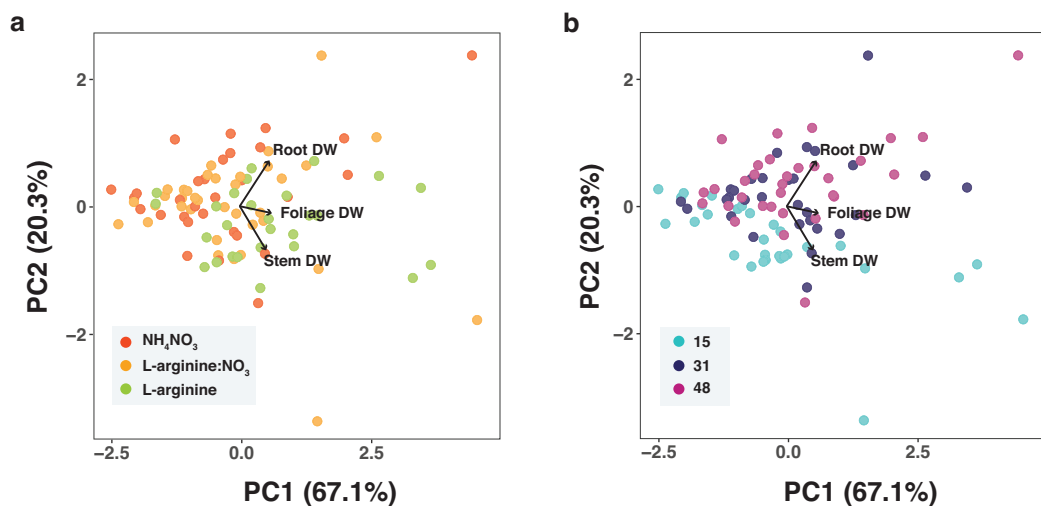 a
PC2 (20.3%)
2
0
−2
Root DW
Foliage DW
Stem DW
NH4NO3
L-arginine:NO3
L-arginine
−2.5
0.0
2.5
PC1 (67.1%)
b
PC2 (20.3%)
2
0
−2
Root DW
Foliage DW
Stem DW
15
31
48
−2.5
0.0
2.5
PC1 (67.1%)